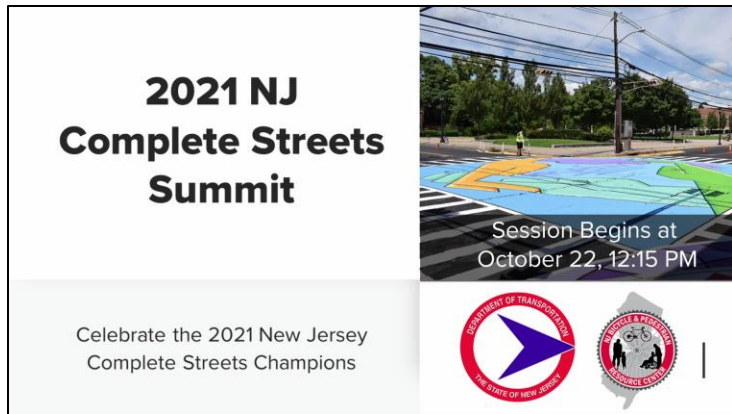 2021 NJ
Complete Streets
Summit
Session Begins at
October 22, 12:15 PM
Celebrate the 2021 New Jersey
Complete Streets Champions
DEPARTMENT OF TRANSPORTATION
THE STATE OF NEW JERSEY
NJ BICYCLE & PEDESTRIAN
RESOURCE CENTER